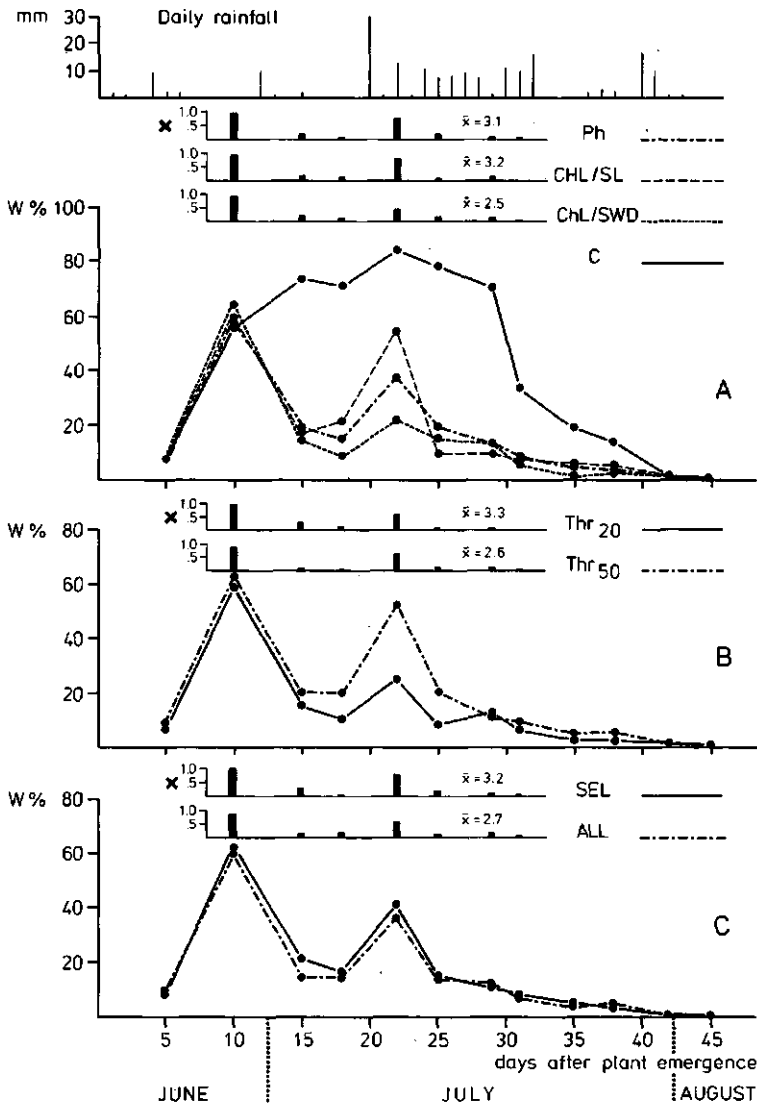 mm 30 Daily rainfall
20
10
x 1.0 .5 x̄ = 3.1 Ph
1.0 .5 x̄ = 3.2 CHL/SL
1.0 .5 x̄ = 2.5 ChL/SWD
W % 100
C
80
60
40
20
A
x 1.0 .5 x̄ = 3.3 Thr 20
1.0 .5 x̄ = 2.6 Thr 50
W % 80
60
40
20
B
x 1.0 .5 x̄ = 3.2 SEL
1.0 .5 x̄ = 2.7 ALL
W % 80
60
40
20
C
5 10 15 20 25 30 35 40 45
days after plant emergence
JUNE JULY AUGUST